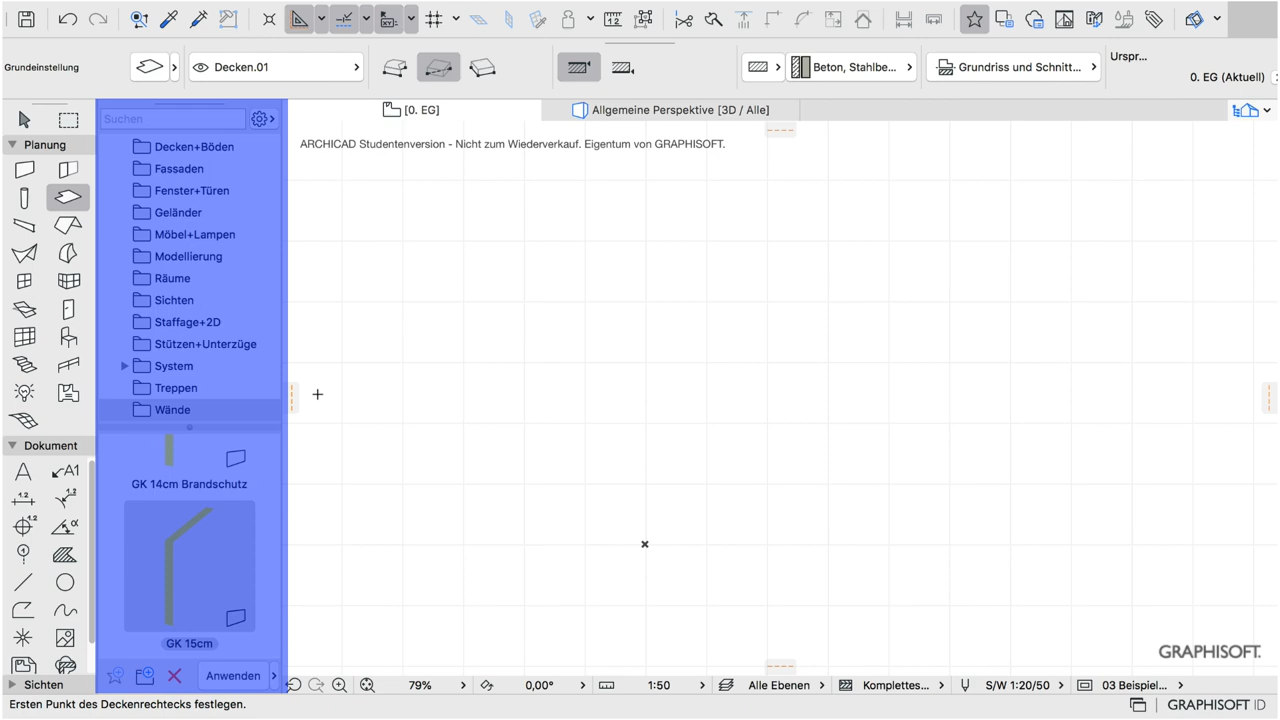 Grundeinstellung
Decken.01
Beton, Stahlbe...
Grundriss und Schnitt...
Urspr...
0. EG (Aktuell)
Suchen
[0. EG]
Allgemeine Perspektive [3D / Alle]
ARCHICAD Studentenversion - Nicht zum Wiederverkauf. Eigentum von GRAPHISOFT.
Planung
Decken+Böden
Fassaden
Fenster+Türen
Geländer
Möbel+Lampen
Modellierung
Räume
Sichten
Staffage+2D
Stützen+Unterzüge
System
Treppen
Wände
Dokument
GK 14cm Brandschutz
GK 15cm
Anwenden
GRAPHISOFT.
Sichten
79%
0,00°
1:50
Alle Ebenen
Komplettes...
S/W 1:20/50
03 Beispiel...
Ersten Punkt des Deckenrechtecks festlegen.
GRAPHISOFT ID